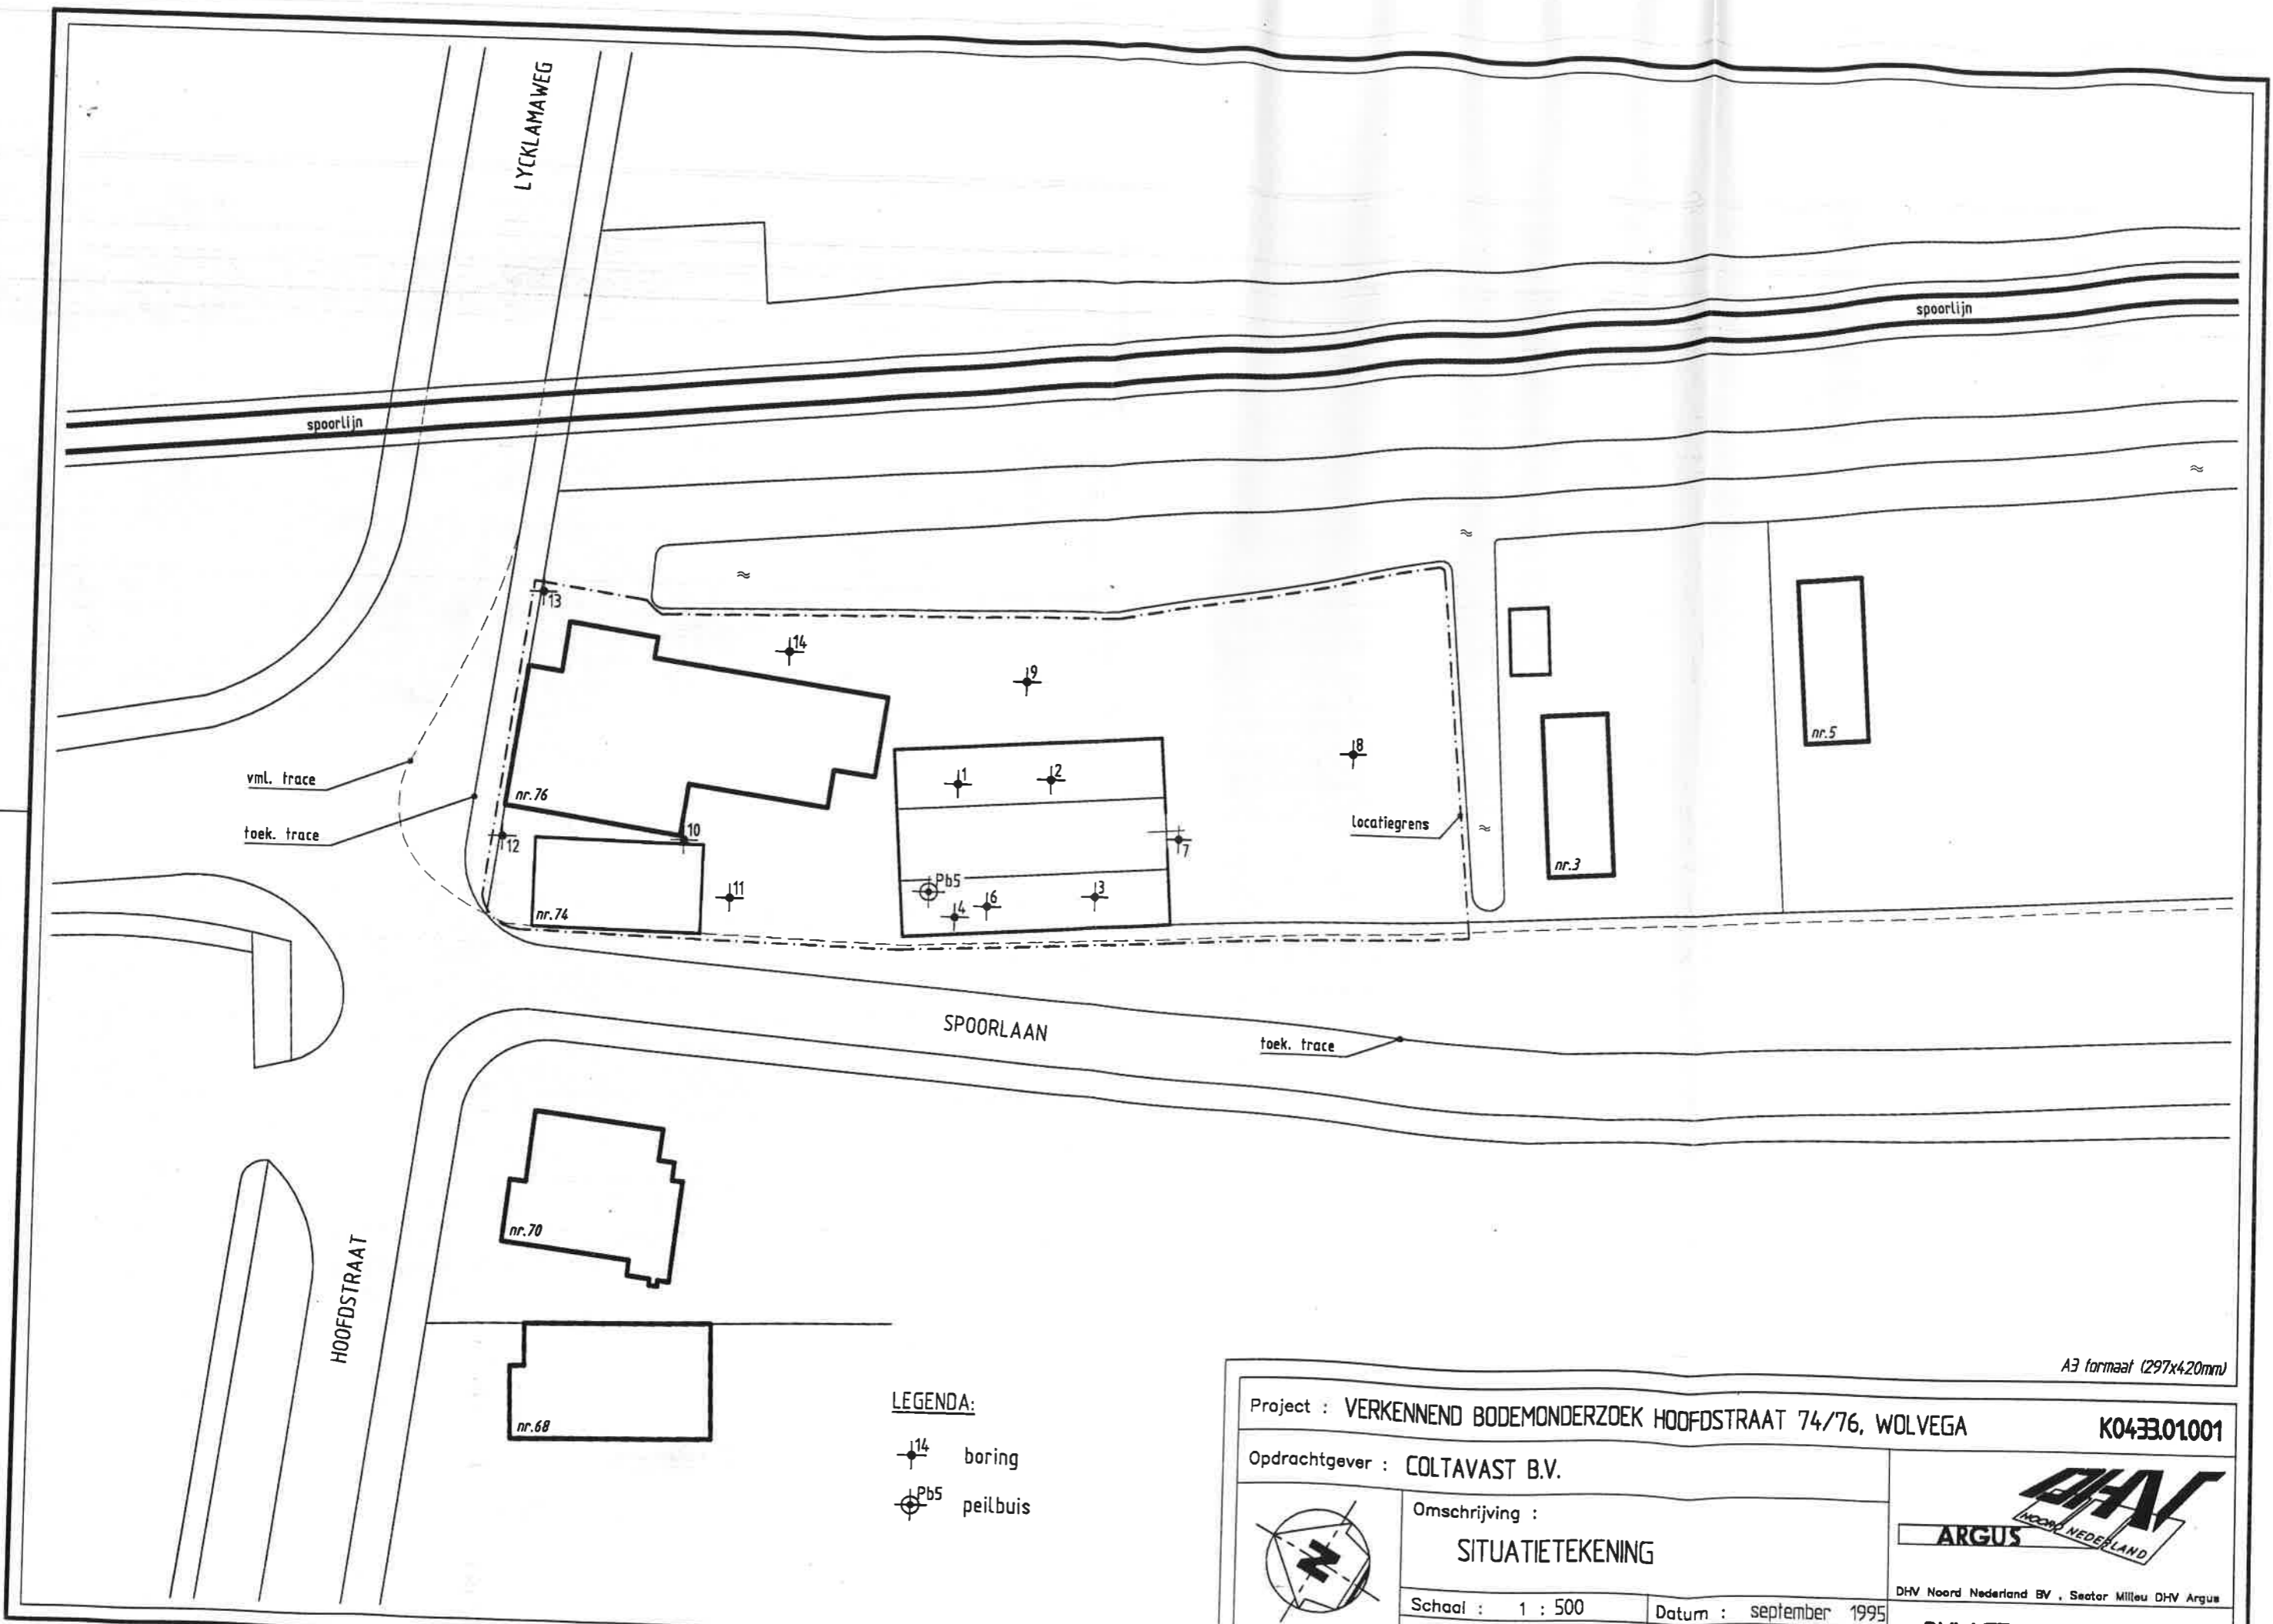 LYCKLAMAWEG
spoorlijn
spoorlijn
≈
≈
≈
13
14
9
8
1
2
nr.5
vml. trace
nr.76
toek. trace
12
10
7
locatiegrens
≈
nr.3
Pb5
11
4
6
3
nr.74
SPOORLAAN
toek. trace
nr.70
HOOFDSTRAAT
nr.68
LEGENDA:
14 boring
Pb5 peilbuis
A3 formaat (297x420mm)
Project : VERKENNEND BODEMONDERZOEK HOOFDSTRAAT 74/76, WOLVEGA K0433.01.001
Opdrachtgever : COLTAVAST B.V.
N
Omschrijving :
SITUATIETEKENING
DHV
NOORD NEDERLAND
ARGUS
DHV Noord Nederland BV , Sector Milieu DHV Argus
Schaal : 1 : 500
Datum : september 1995